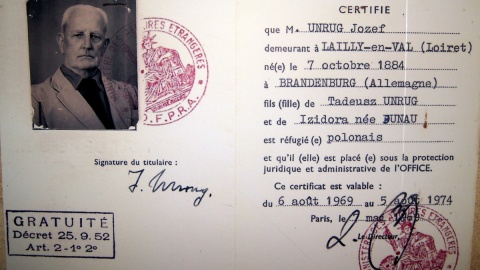 ÈRES ETRANGÈRES
O.F.P.R.A.
Signature du titulaire :
GRATUITÉ
Décret 25.9.52
Art. 2-1° 2°
CERTIFIE
que M. UNRUG Jozef
demeurant à LAILLY-en-VAL (Loiret)
né(e) le 7 octobre 1884
à BRANDENBURG (Allemagne)
fils (fille) de Tadeusz UNRUG
et de Izidora née BUNAU
est réfugié (e) polonais
et qu'il (elle) est placé (e) sous la protection
juridique et administrative de l'OFFICE.
Ce certificat est valable :
du 6 août 1969 au 5 août 1974
Paris, le
Le Directeur,